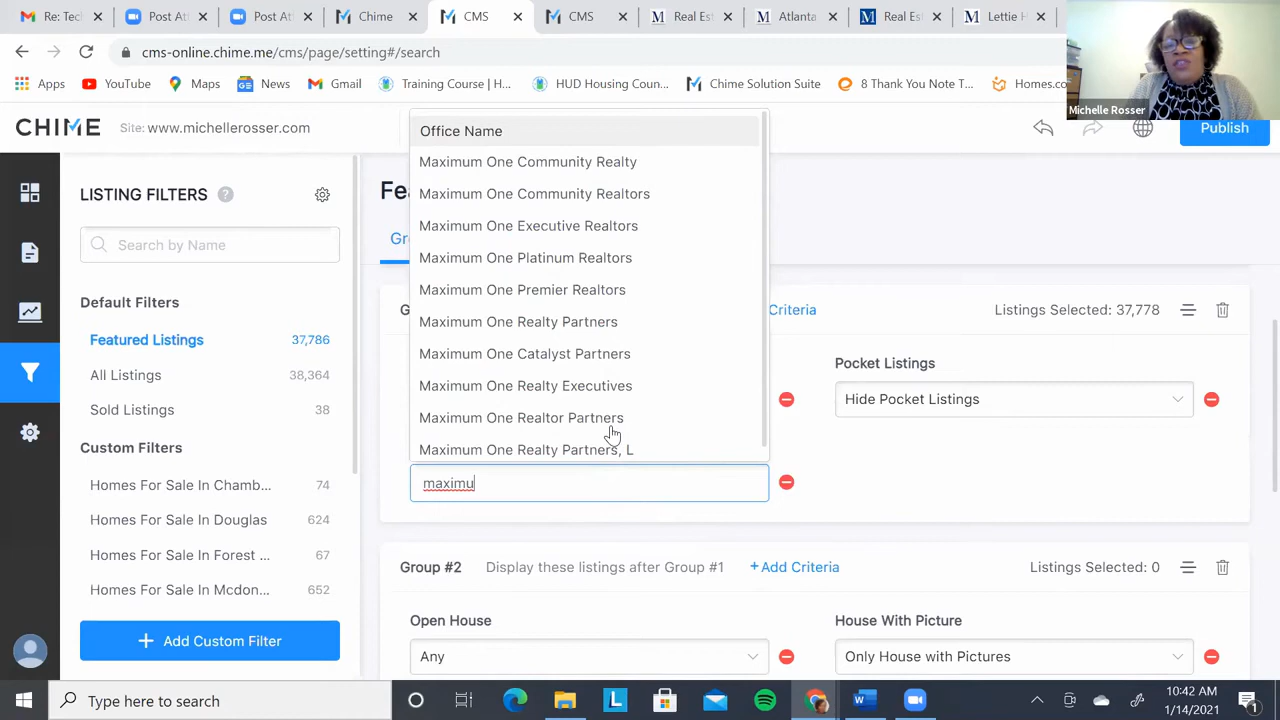 Re: Tech
Post Att
Post Att
Chime
CMS
CMS
Real Est
Atlanta
Real Est
Lettie H
cms-online.chime.me/cms/page/setting#/search
Apps
YouTube
Maps
News
Gmail
Training Course | H...
HUD Housing Coun...
Chime Solution Suite
8 Thank You Note T...
Homes.co
Michelle Rosser
CHIME
Site: www.michellerosser.com
Publish
LISTING FILTERS ?
Search by Name
Default Filters
Featured Listings 37,786
All Listings 38,364
Sold Listings 38
Custom Filters
Homes For Sale In Chamb... 74
Homes For Sale In Douglas 624
Homes For Sale In Forest ... 67
Homes For Sale In Mcdon... 652
+ Add Custom Filter
Fea
Gr
G
Criteria
Listings Selected: 37,778
Office Name
Maximum One Community Realty
Maximum One Community Realtors
Maximum One Executive Realtors
Maximum One Platinum Realtors
Maximum One Premier Realtors
Maximum One Realty Partners
Maximum One Catalyst Partners
Maximum One Realty Executives
Maximum One Realtor Partners
Maximum One Realty Partners, L
maximu
Pocket Listings
Hide Pocket Listings
Group #2
Display these listings after Group #1
+Add Criteria
Listings Selected: 0
Open House
Any
House With Picture
Only House with Pictures
Type here to search
10:42 AM
1/14/2021
1